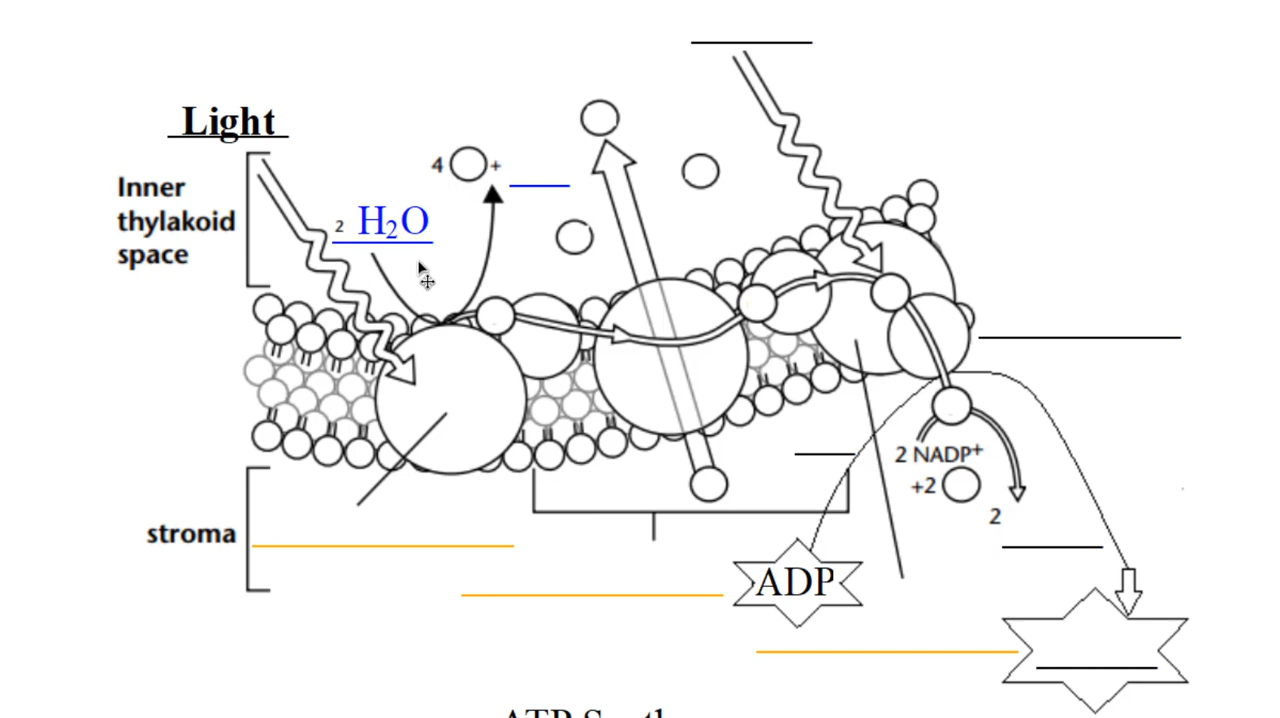 Light
Inner
thylakoid
space
4 +
2 H₂O
2 NADP⁺
+2
2
stroma
ADP